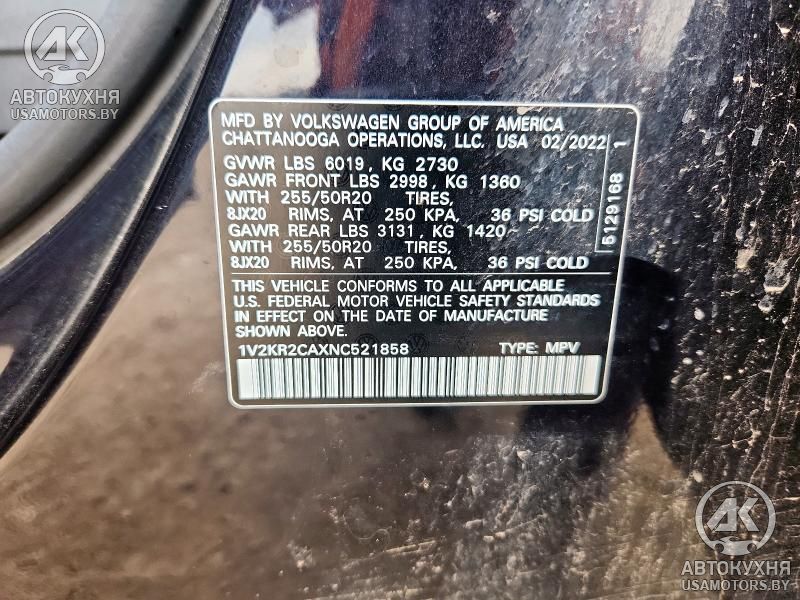 AK
АВТОКУХНЯ
USAMOTORS.BY
MFD BY VOLKSWAGEN GROUP OF AMERICA
CHATTANOOGA OPERATIONS, LLC. USA 02/2022
GVWR LBS 6019, KG 2730
GAWR FRONT LBS 2998, KG 1360
WITH 255/50R20 TIRES,
8JX20 RIMS, AT 250 KPA, 36 PSI COLD
GAWR REAR LBS 3131, KG 1420
WITH 255/50R20 TIRES,
8JX20 RIMS, AT 250 KPA, 36 PSI COLD
5129168 1
THIS VEHICLE CONFORMS TO ALL APPLICABLE
U.S. FEDERAL MOTOR VEHICLE SAFETY STANDARDS
IN EFFECT ON THE DATE OF MANUFACTURE
SHOWN ABOVE.
1V2KR2CAXNC521858 TYPE: MPV
AK
АВТОКУХНЯ
USAMOTORS.BY